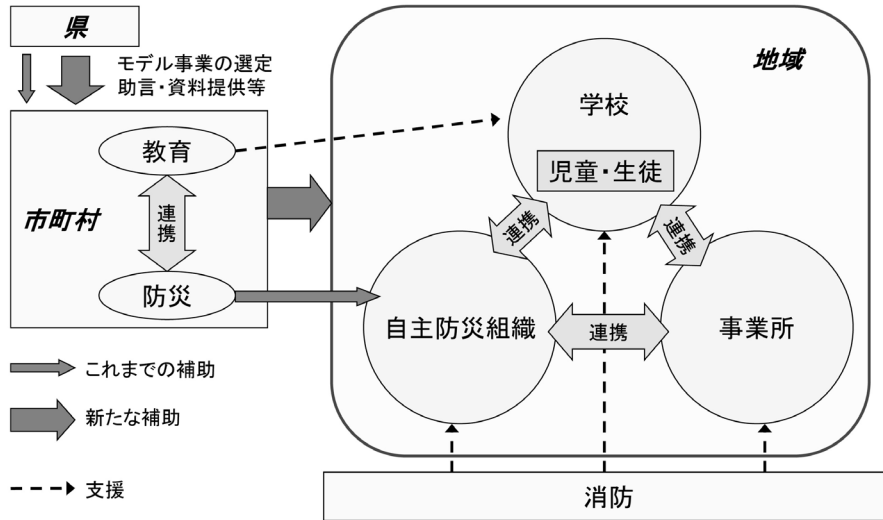 県
モデル事業の選定
助言・資料提供等
地域
学校
児童・生徒
教育
連携
市町村
防災
連携
連携
自主防災組織
連携
事業所
これまでの補助
新たな補助
支援
消防